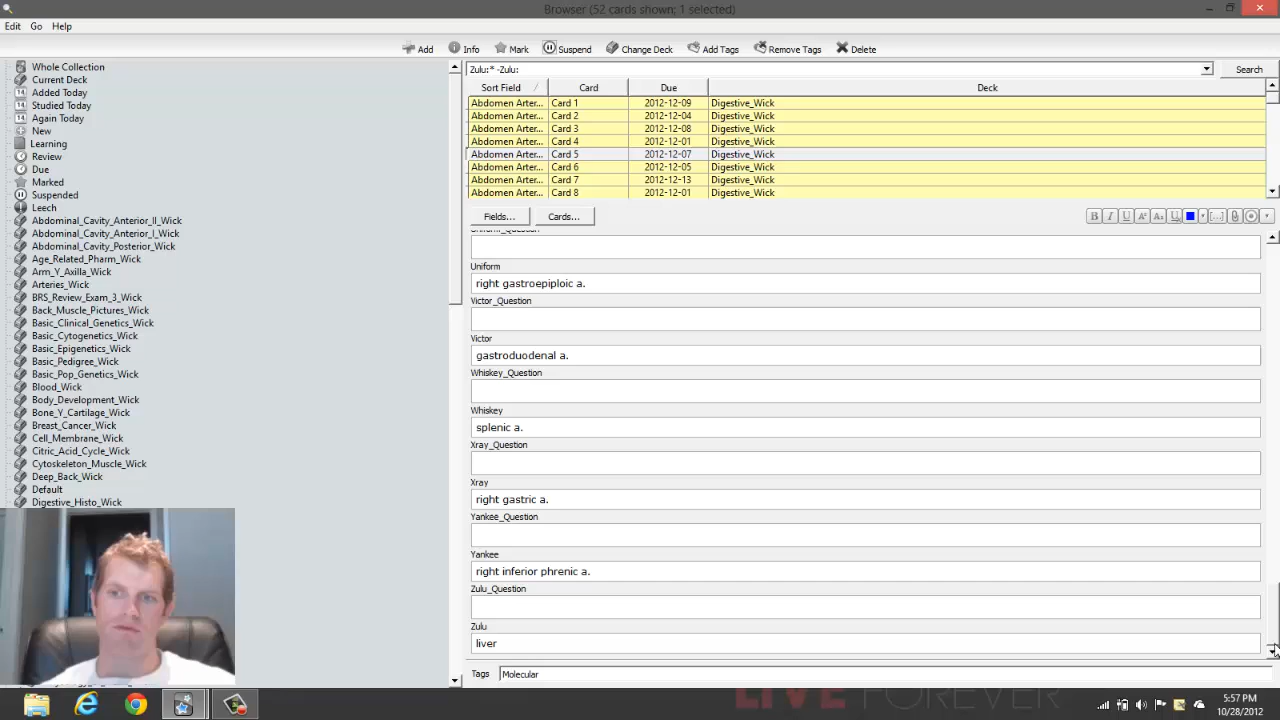 Browser (52 cards shown; 1 selected)
Edit Go Help
Add Info Mark Suspend Change Deck Add Tags Remove Tags Delete
Whole Collection
Current Deck
Added Today
Studied Today
Again Today
New
Learning
Review
Due
Marked
Suspended
Leech
Abdominal_Cavity_Anterior_II_Wick
Abdominal_Cavity_Anterior_I_Wick
Abdominal_Cavity_Posterior_Wick
Age_Related_Pharm_Wick
Arm_Y_Axilla_Wick
Arteries_Wick
BRS_Review_Exam_3_Wick
Back_Muscle_Pictures_Wick
Basic_Clinical_Genetics_Wick
Basic_Cytogenetics_Wick
Basic_Epigenetics_Wick
Basic_Pedigree_Wick
Basic_Pop_Genetics_Wick
Blood_Wick
Body_Development_Wick
Bone_Y_Cartilage_Wick
Breast_Cancer_Wick
Cell_Membrane_Wick
Citric_Acid_Cycle_Wick
Cytoskeleton_Muscle_Wick
Deep_Back_Wick
Default
Digestive_Histo_Wick
Zulu:* -Zulu: Search
Sort Field Card Due Deck
Abdomen Arter... Card 1 2012-12-09 Digestive_Wick
Abdomen Arter... Card 2 2012-12-04 Digestive_Wick
Abdomen Arter... Card 3 2012-12-08 Digestive_Wick
Abdomen Arter... Card 4 2012-12-01 Digestive_Wick
Abdomen Arter... Card 5 2012-12-07 Digestive_Wick
Abdomen Arter... Card 6 2012-12-05 Digestive_Wick
Abdomen Arter... Card 7 2012-12-13 Digestive_Wick
Abdomen Arter... Card 8 2012-12-01 Digestive_Wick
Fields... Cards...
Uniform_Question
Uniform
right gastroepiploic a.
Victor_Question
Victor
gastroduodenal a.
Whiskey_Question
Whiskey
splenic a.
Xray_Question
Xray
right gastric a.
Yankee_Question
Yankee
right inferior phrenic a.
Zulu_Question
Zulu
liver
Tags Molecular
LIVE FOREVER
5:57 PM
10/28/2012